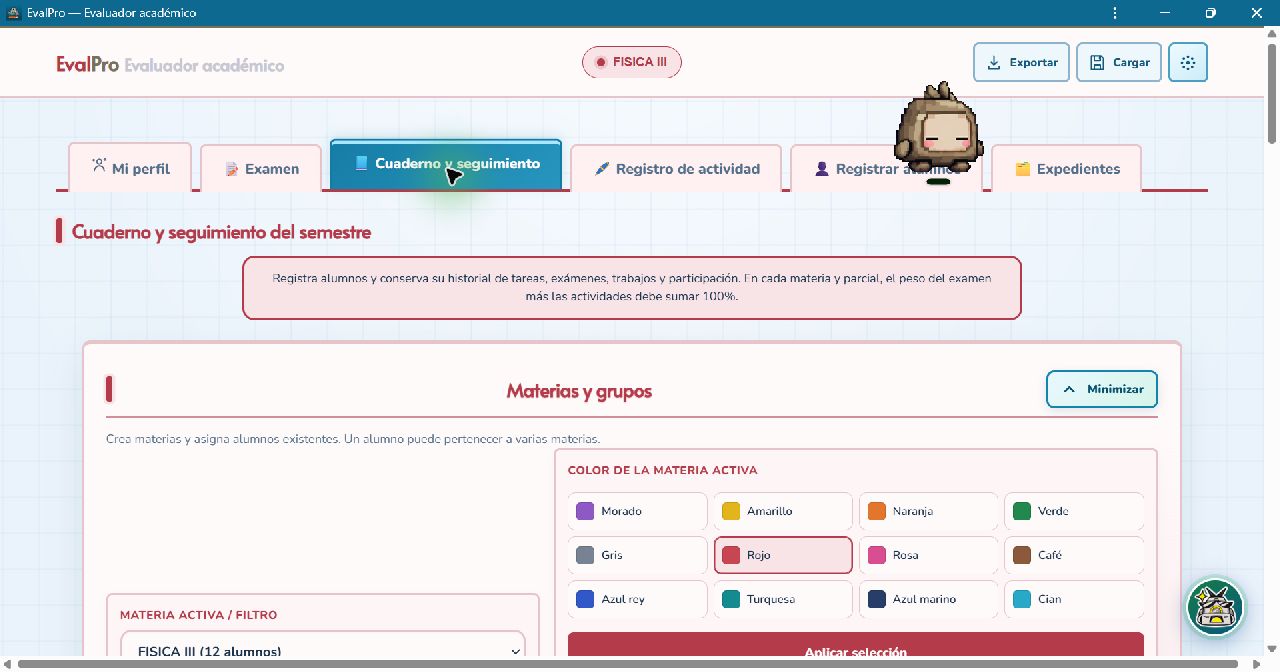 EvalPro — Evaluador académico
EvalPro Evaluador académico
FISICA III
Exportar
Cargar
Mi perfil
Examen
Cuaderno y seguimiento
Registro de actividad
Registrar
Expedientes
Cuaderno y seguimiento del semestre
Registra alumnos y conserva su historial de tareas, exámenes, trabajos y participación. En cada materia y parcial, el peso del examen
más las actividades debe sumar 100%.
Materias y grupos
Minimizar
Crea materias y asigna alumnos existentes. Un alumno puede pertenecer a varias materias.
COLOR DE LA MATERIA ACTIVA
Morado
Amarillo
Naranja
Verde
Gris
Rojo
Rosa
Café
Azul rey
Turquesa
Azul marino
Cian
MATERIA ACTIVA / FILTRO
FISICA III (12 alumnos)
Aplicar selección